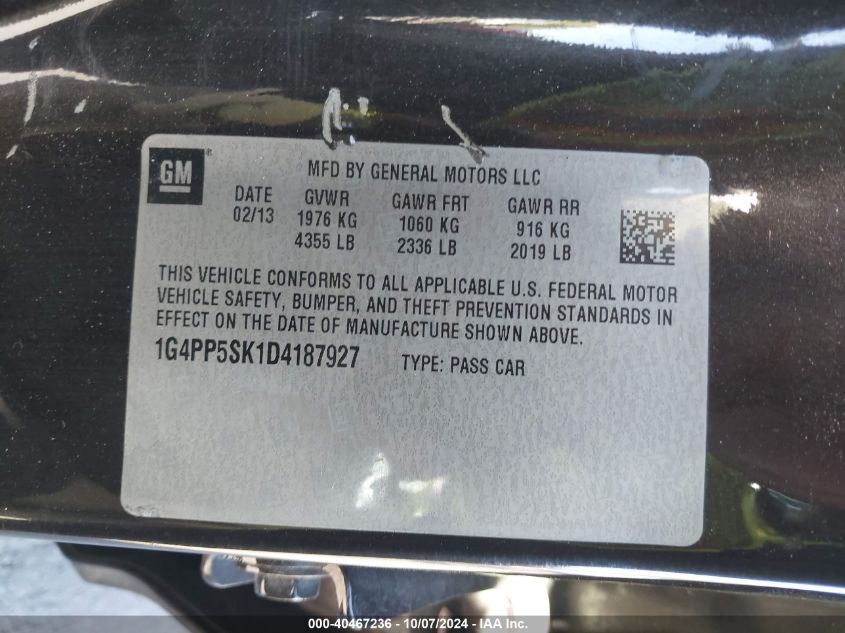 GM®
MFD BY GENERAL MOTORS LLC
DATE GVWR GAWR FRT GAWR RR
02/13 1976 KG 1060 KG 916 KG
4355 LB 2336 LB 2019 LB
THIS VEHICLE CONFORMS TO ALL APPLICABLE U.S. FEDERAL MOTOR
VEHICLE SAFETY, BUMPER, AND THEFT PREVENTION STANDARDS IN
EFFECT ON THE DATE OF MANUFACTURE SHOWN ABOVE.
1G4PP5SK1D4187927 TYPE: PASS CAR
000-40467236 - 10/07/2024 - IAA, Inc.